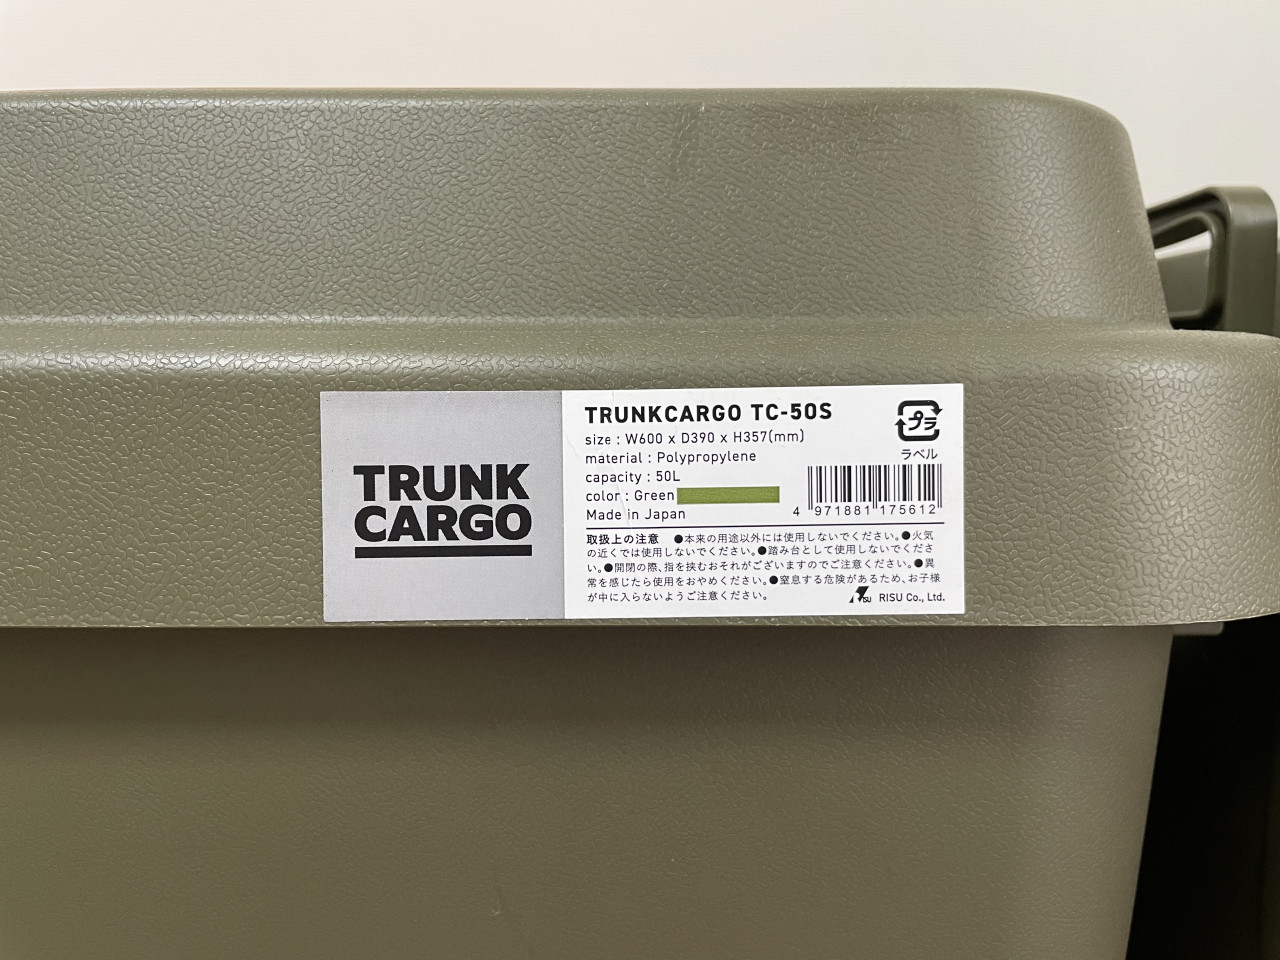 TRUNK
CARGO
TRUNKCARGO TC-50S
size : W600 x D390 x H357(mm)
material : Polypropylene
capacity : 50L
color : Green
Made in Japan
プラ
ラベル
4 971881 175612
取扱上の注意 ●本来の用途以外には使用しないでください。●火気
の近くでは使用しないでください。●踏み台として使用しないでくださ
い。●開閉の際、指を挟むおそれがございますのでご注意ください。●異
常を感じたら使用をおやめください。●窒息する危険があるため、お子様
が中に入らないようご注意ください。
RISU RISU Co., Ltd.